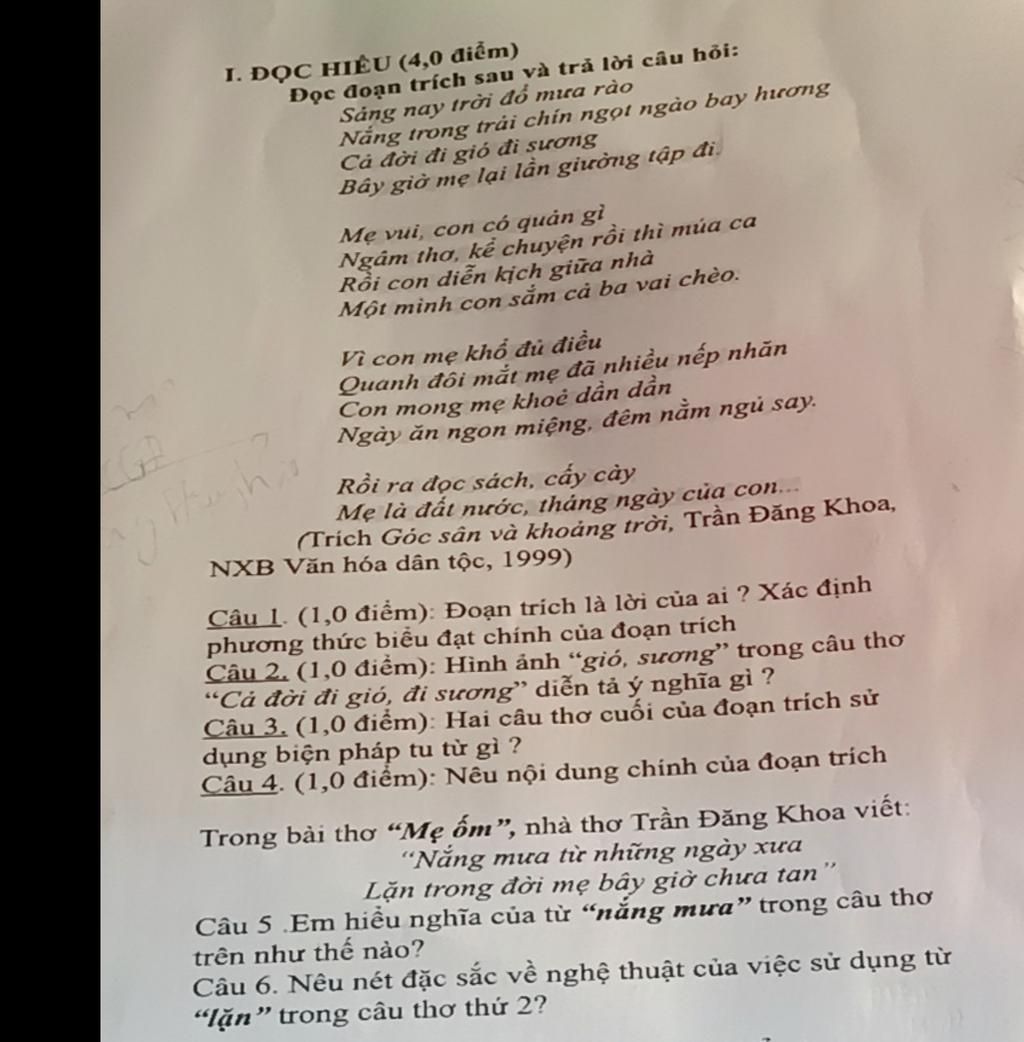 I. ĐỌC HIỂU (4,0 điểm)
Đọc đoạn trích sau và trả lời câu hỏi:
Sáng nay trời đổ mưa rào
Nắng trong trái chín ngọt ngào bay hương
Cả đời đi gió đi sương
Bây giờ mẹ lại lần giường tập đi.
Mẹ vui, con có quản gì
Ngâm thơ, kể chuyện rồi thì múa ca
Rồi con diễn kịch giữa nhà
Một mình con sắm cả ba vai chèo.
Vì con mẹ khổ đủ điều
Quanh đôi mắt mẹ đã nhiều nếp nhăn
Con mong mẹ khoẻ dần dần
Ngày ăn ngon miệng, đêm nằm ngủ say.
Rồi ra đọc sách, cấy cày
Mẹ là đất nước, tháng ngày của con...
(Trích Góc sân và khoảng trời, Trần Đăng Khoa,
NXB Văn hóa dân tộc, 1999)
Câu 1. (1,0 điểm): Đoạn trích là lời của ai ? Xác định
phương thức biểu đạt chính của đoạn trích
Câu 2. (1,0 điểm): Hình ảnh “gió, sương” trong câu thơ
“Cả đời đi gió, đi sương” diễn tả ý nghĩa gì ?
Câu 3. (1,0 điểm): Hai câu thơ cuối của đoạn trích sử
dụng biện pháp tu từ gì ?
Câu 4. (1,0 điểm): Nêu nội dung chính của đoạn trích
Trong bài thơ “Mẹ ốm”, nhà thơ Trần Đăng Khoa viết:
“Nắng mưa từ những ngày xưa
Lặn trong đời mẹ bây giờ chưa tan”
Câu 5 .Em hiểu nghĩa của từ “nắng mưa” trong câu thơ
trên như thế nào?
Câu 6. Nêu nét đặc sắc về nghệ thuật của việc sử dụng từ
“lặn” trong câu thơ thứ 2?